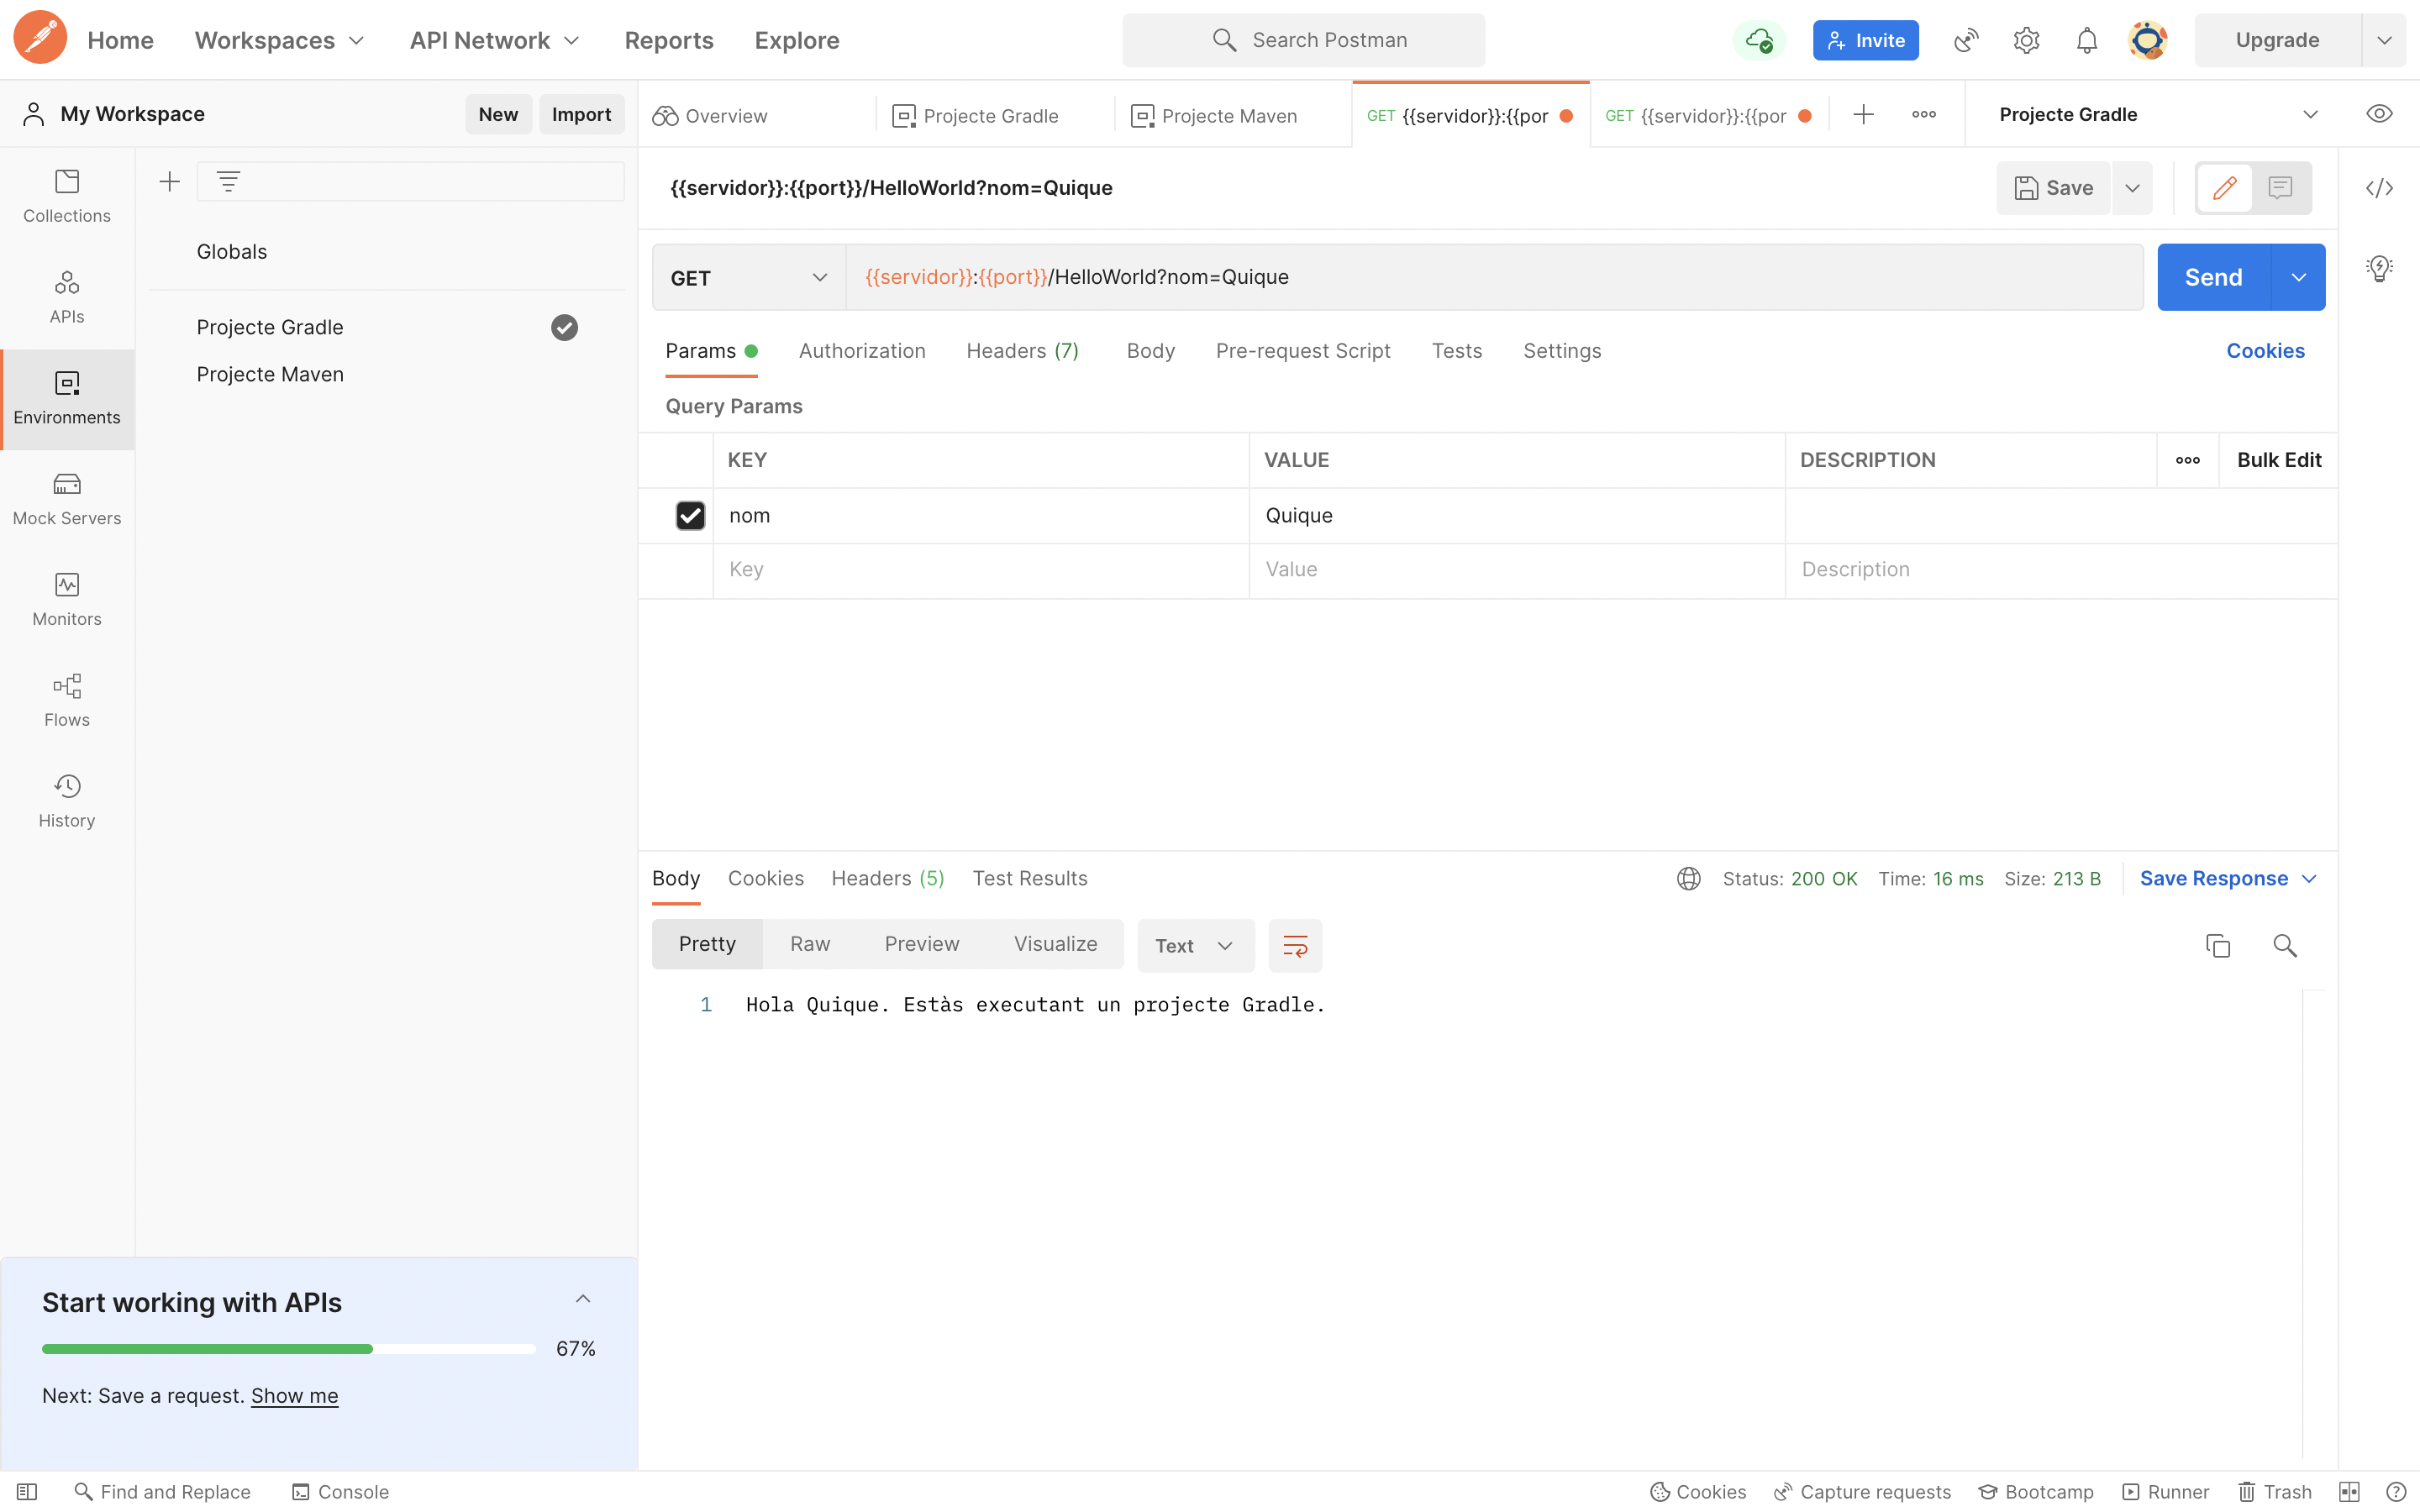 Home Workspaces API Network Reports Explore Search Postman Invite Upgrade
My Workspace New Import
Overview Projecte Gradle Projecte Maven GET {{servidor}}:{{por GET {{servidor}}:{{por Projecte Gradle
Collections
APIs
Environments
Mock Servers
Monitors
Flows
History
Globals
Projecte Gradle
Projecte Maven
{{servidor}}:{{port}}/HelloWorld?nom=Quique Save
GET {{servidor}}:{{port}}/HelloWorld?nom=Quique Send
Params Authorization Headers (7) Body Pre-request Script Tests Settings Cookies
Query Params
KEY VALUE DESCRIPTION Bulk Edit
nom Quique
Key Value Description
Body Cookies Headers (5) Test Results Status: 200 OK Time: 16 ms Size: 213 B Save Response
Pretty Raw Preview Visualize Text
1 Hola Quique. Estàs executant un projecte Gradle.
Start working with APIs
67%
Next: Save a request. Show me
Find and Replace Console Cookies Capture requests Bootcamp Runner Trash